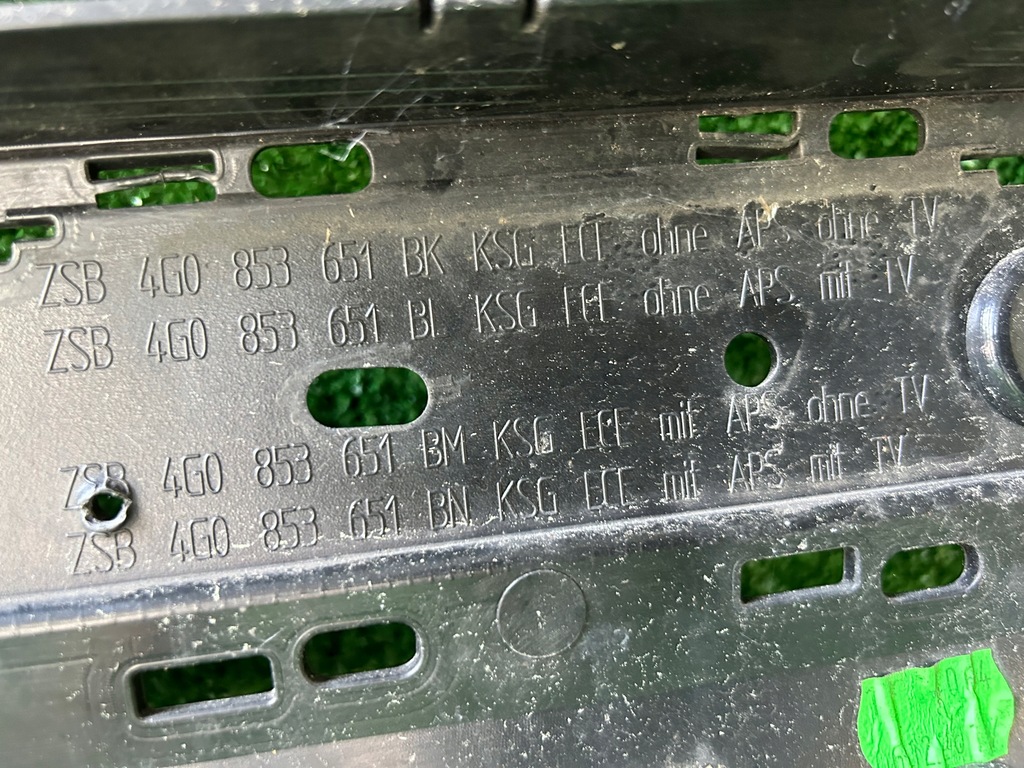 ZSB 4G0 853 651 BK KSG ECE ohne APS ohne TV
ZSB 4G0 853 651 BL KSG ECE ohne APS mit TV
ZSB 4G0 853 651 BM KSG ECE mit APS ohne TV
ZSB 4G0 853 651 BN KSG ECE mit APS mit TV